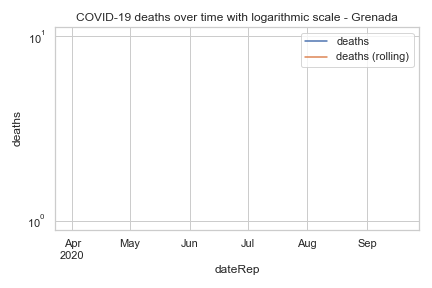 COVID-19 deaths over time with logarithmic scale - Grenada
deaths
deaths (rolling)
10¹
10⁰
deaths
Apr May Jun Jul Aug Sep
2020
dateRep